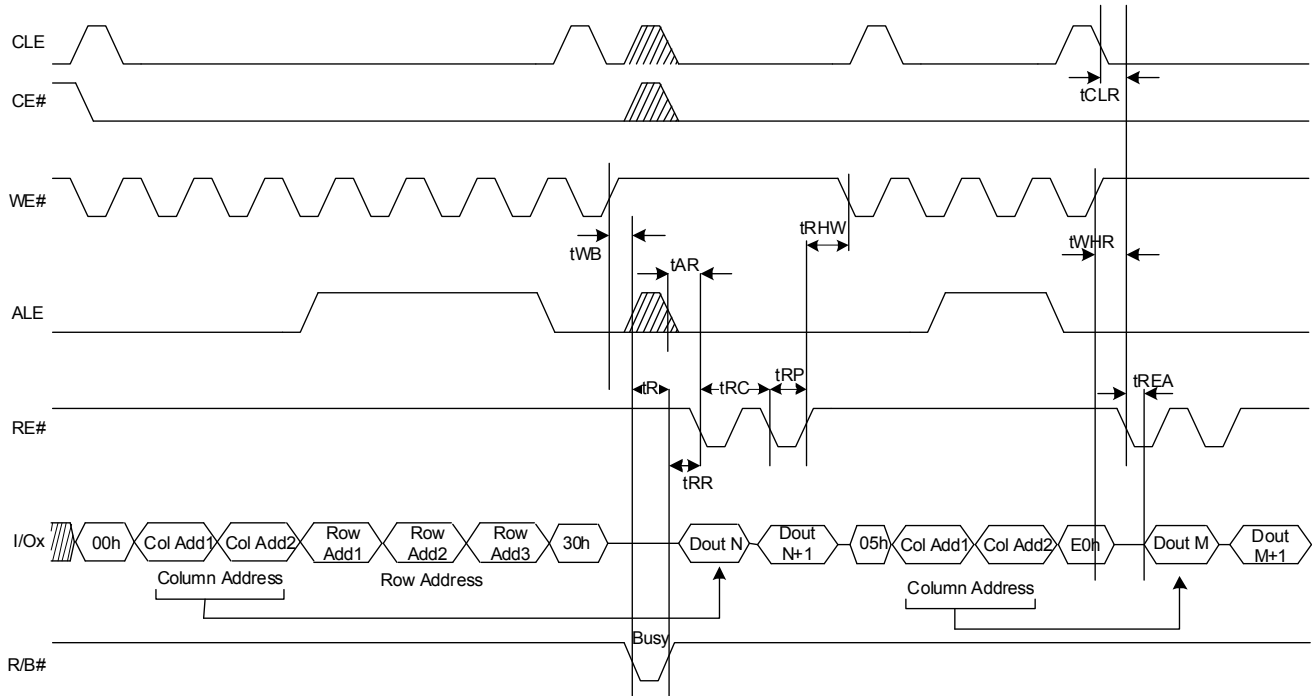 CLE
tCLR
CE#
WE#
tRHW
tWB
tWHR
tAR
ALE
tR
tRC
tRP
tREA
RE#
tRR
I/Ox
00h
Col Add1
Col Add2
Row Add1
Row Add2
Row Add3
30h
Dout N
Dout N+1
05h
Col Add1
Col Add2
E0h
Dout M
Dout M+1
Column Address
Row Address
Column Address
Busy
R/B#